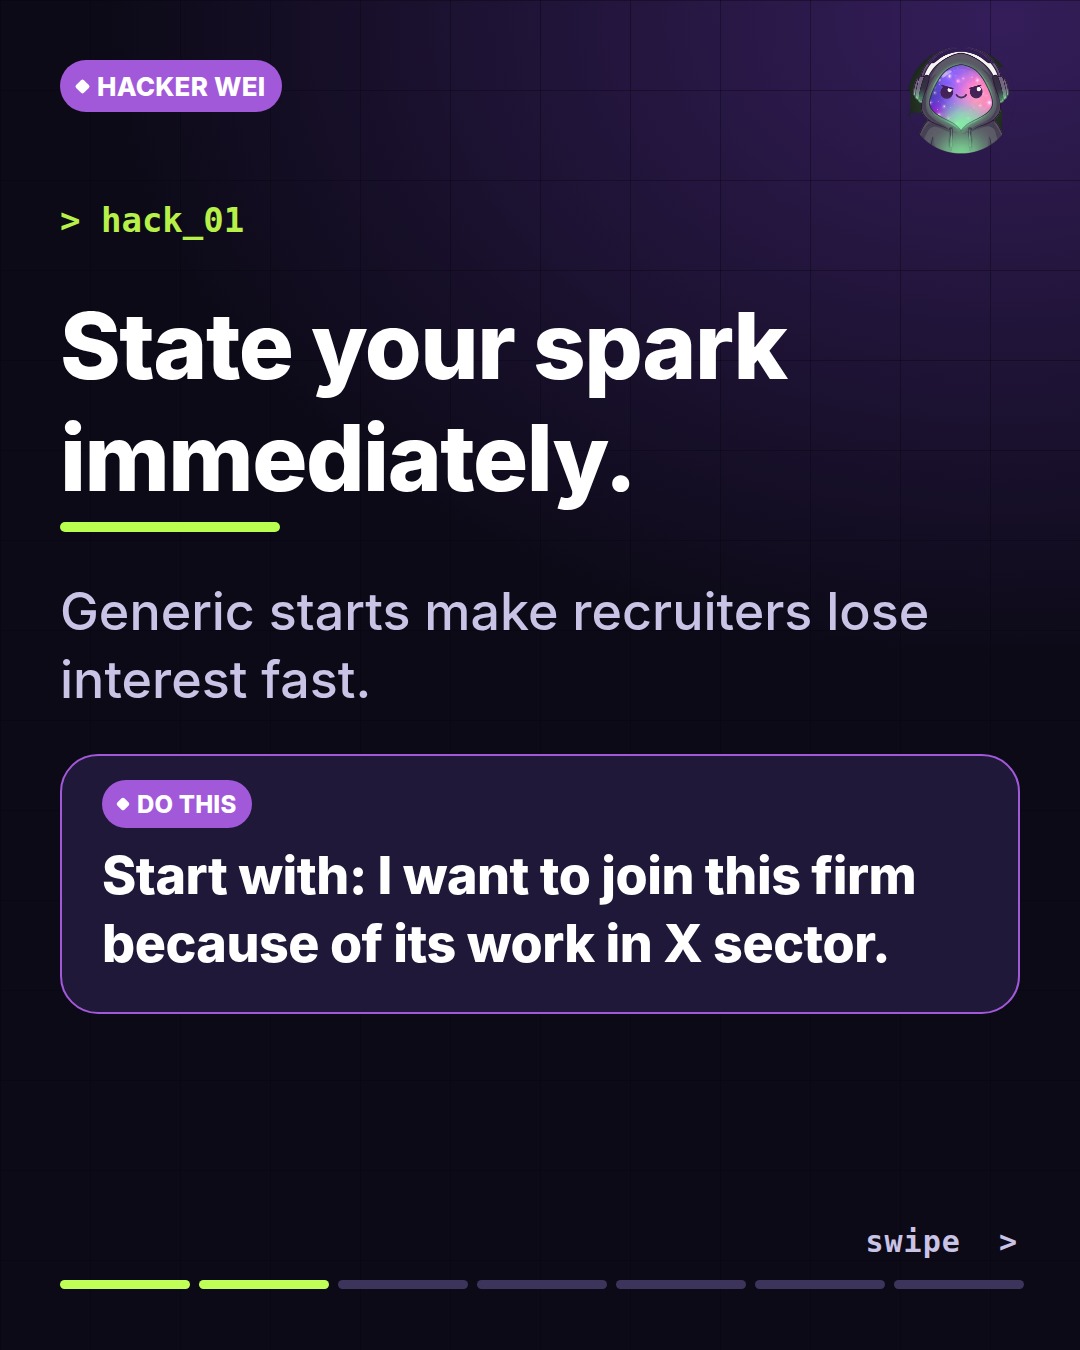 HACKER WEI
> hack_01
State your spark
immediately.
Generic starts make recruiters lose
interest fast.
DO THIS
Start with: I want to join this firm
because of its work in X sector.
swipe >